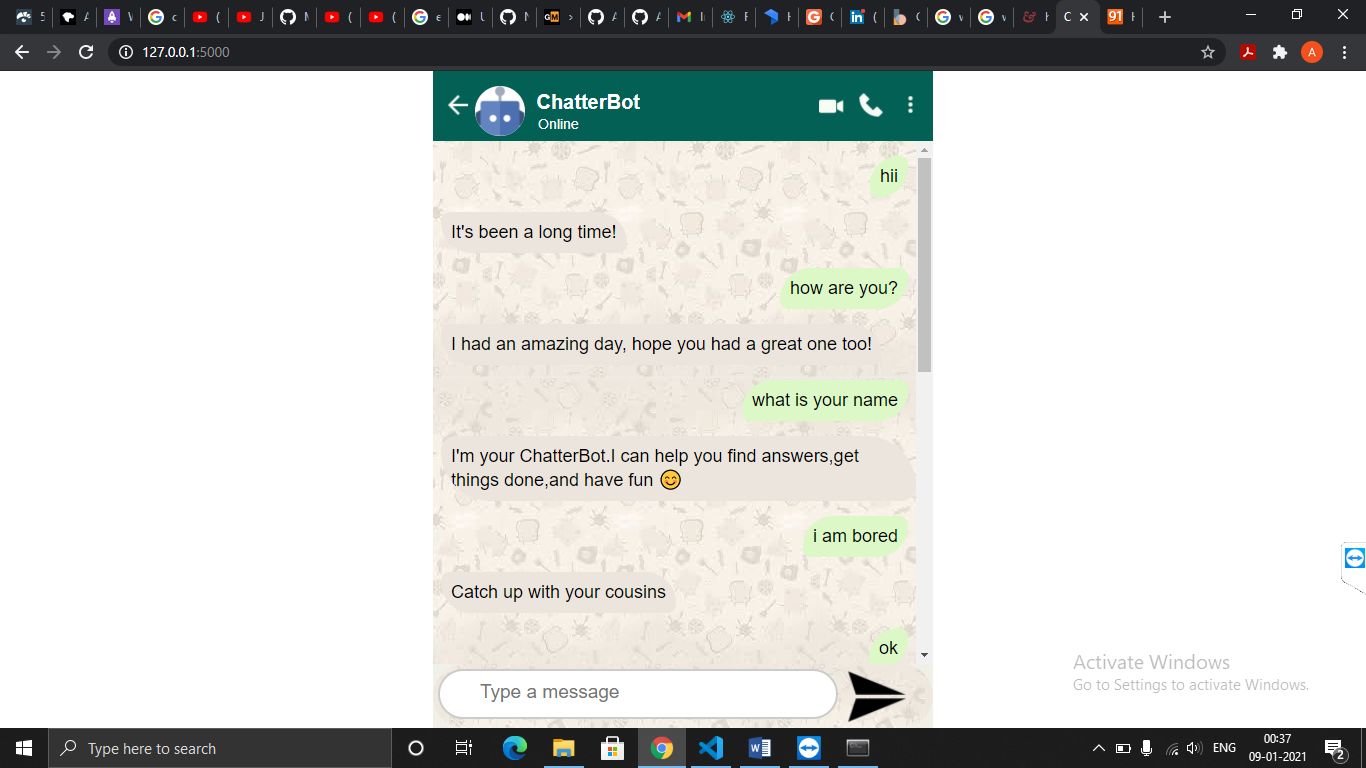 127.0.0.1:5000
A
ChatterBot
Online
hii
It's been a long time!
how are you?
I had an amazing day, hope you had a great one too!
what is your name
I'm your ChatterBot.I can help you find answers,get
things done,and have fun 😊
i am bored
Catch up with your cousins
ok
Type a message
Activate Windows
Go to Settings to activate Windows.
Type here to search
ENG
00:37
09-01-2021
2